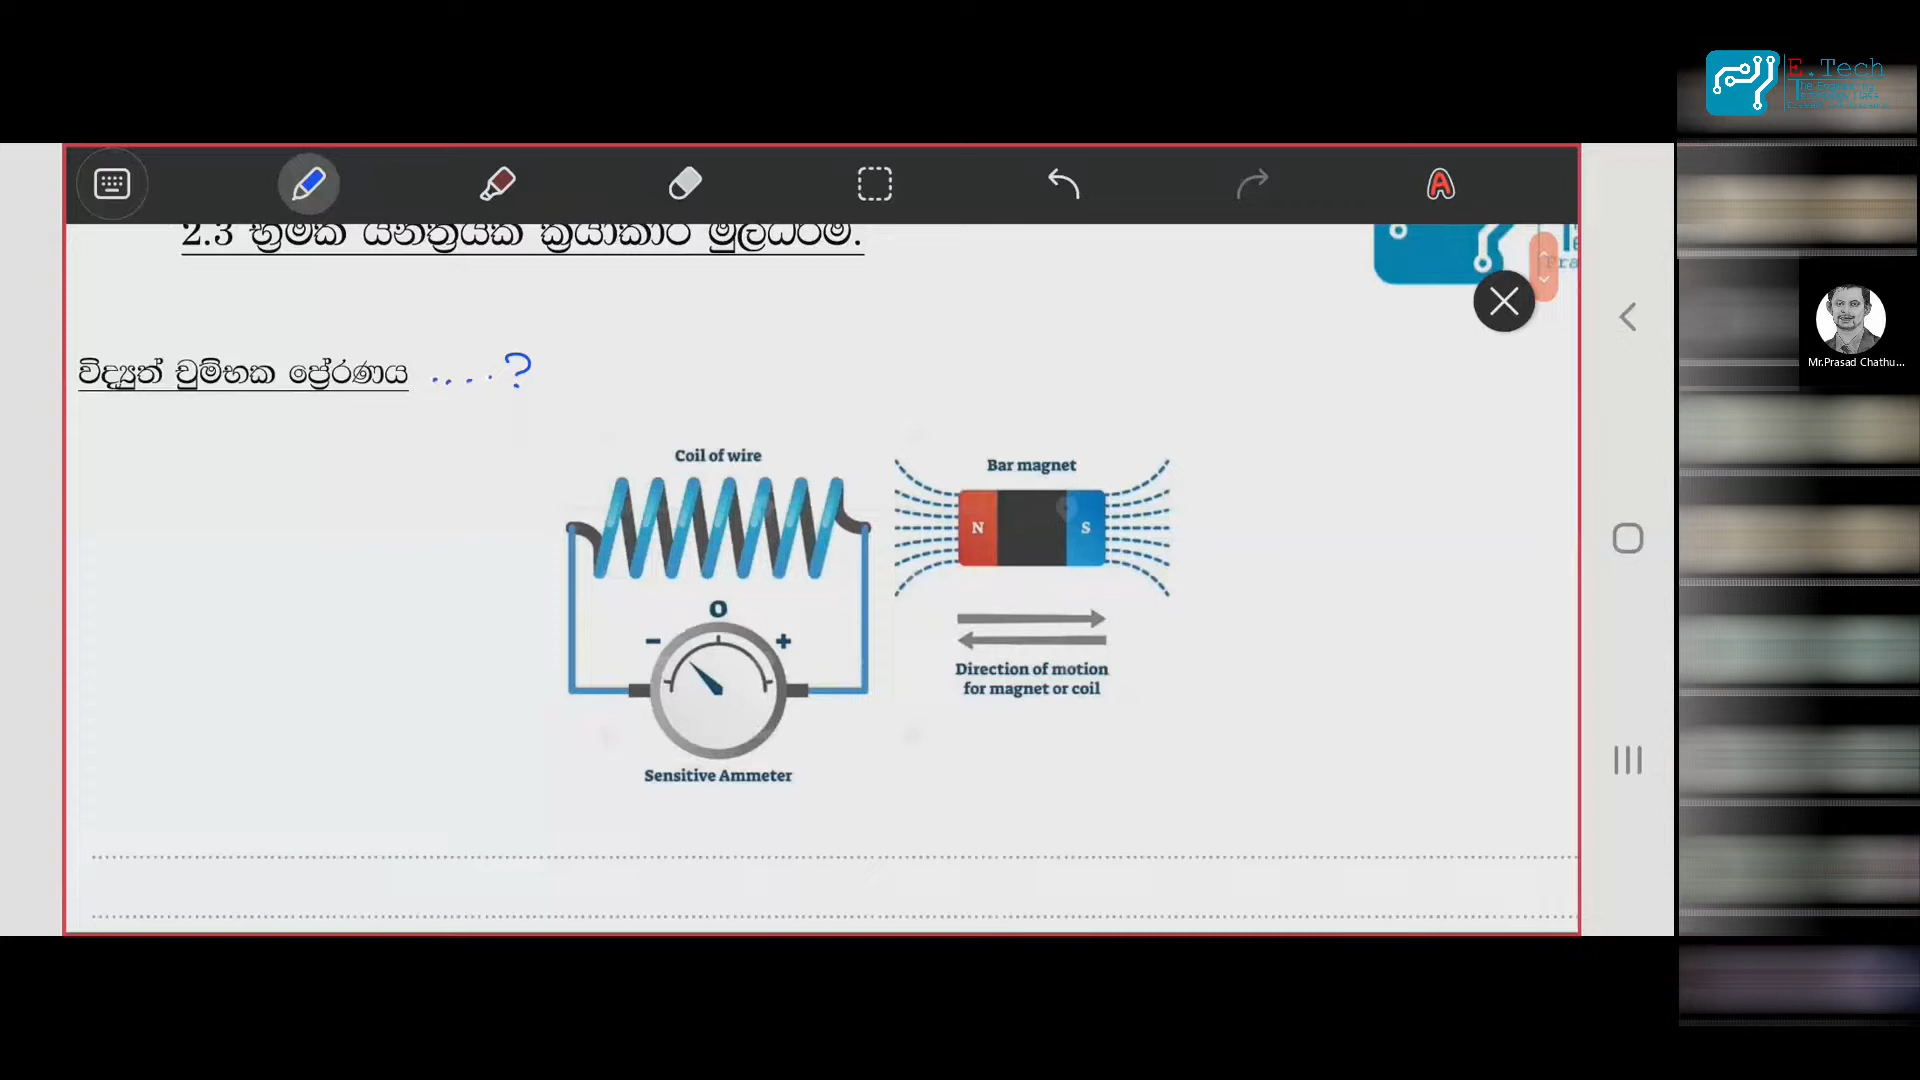 E.Tech
2.3 භ්‍රමක යන්ත්‍රයක ක්‍රියාකාරී මූලධර්ම.
විද්‍යුත් චුම්භක ප්‍රේරණය .....?
Coil of wire
Bar magnet
N
S
O
- +
Direction of motion
for magnet or coil
Sensitive Ammeter
Mr.Prasad Chathu...